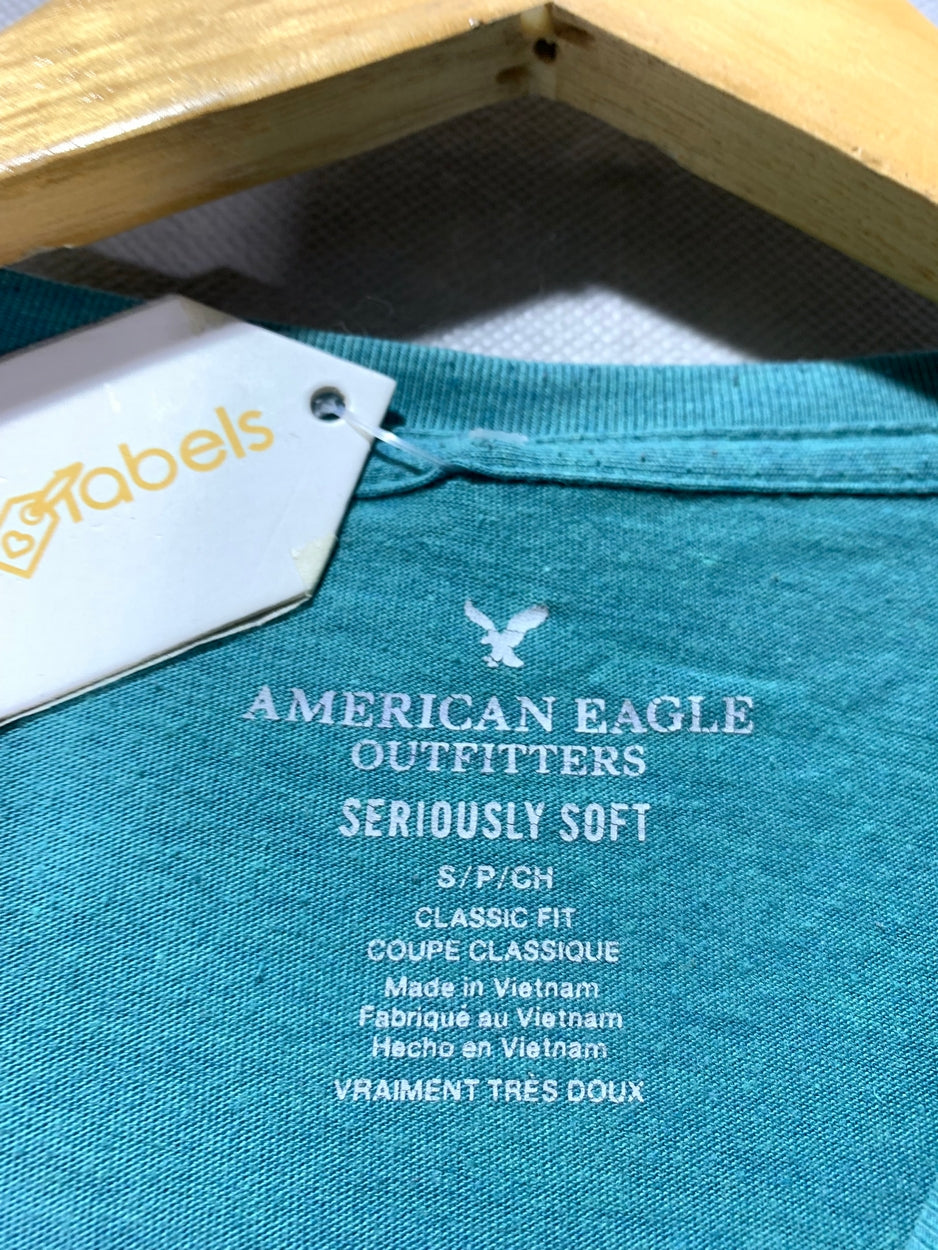 labels
AMERICAN EAGLE
OUTFITTERS
SERIOUSLY SOFT
S/P/CH
CLASSIC FIT
COUPE CLASSIQUE
Made in Vietnam
Fabriqué au Vietnam
Hecho en Vietnam
VRAIMENT TRÈS DOUX